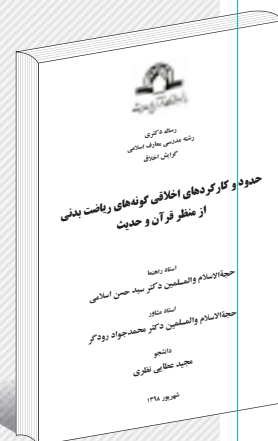 رساله دکتری
رشته مدرسی معارف اسلامی
گرایش اخلاق
حدود و کارکردهای اخلاقی گونه‌های ریاضت بدنی
از منظر قرآن و حدیث
استاد راهنما
حجةالاسلام والمسلمین دکتر سید حسن اسلامی
استاد مشاور
حجةالاسلام والمسلمین دکتر محمدجواد رودگر
دانشجو
مجید عطایی نظری
شهریور ۱۳۹۸